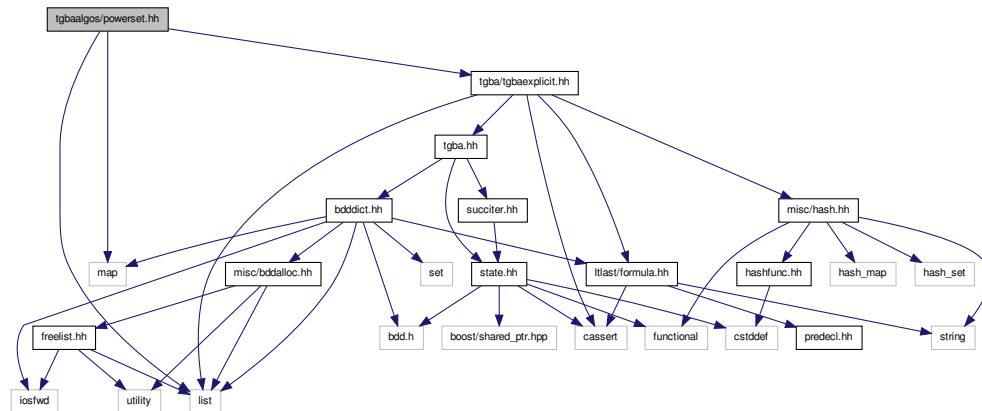 tgbaalgos/powerset.hh
tgba/tgbaexplicit.hh
tgba.hh
bdddict.hh
succiter.hh
misc/hash.hh
map
misc/bddalloc.hh
set
state.hh
ltlast/formula.hh
hashfunc.hh
hash_map
hash_set
freelist.hh
bdd.h
boost/shared_ptr.hpp
cassert
functional
cstddef
predecl.hh
string
iosfwd
utility
list